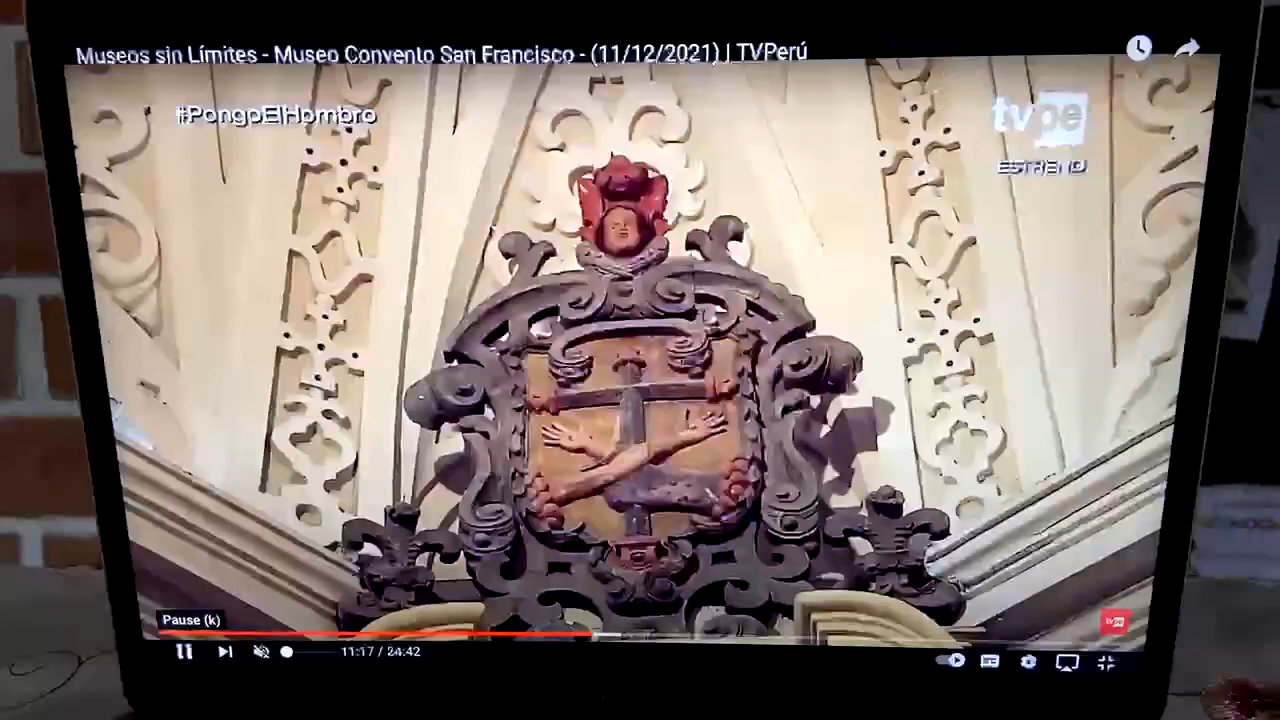 Museos sin Límites - Museo Convento San Francisco - (11/12/2021) | TVPerú
#PongoElHombro
tvpe
ESTRENO
Pause (k)
tvpe
11:17 / 24:42